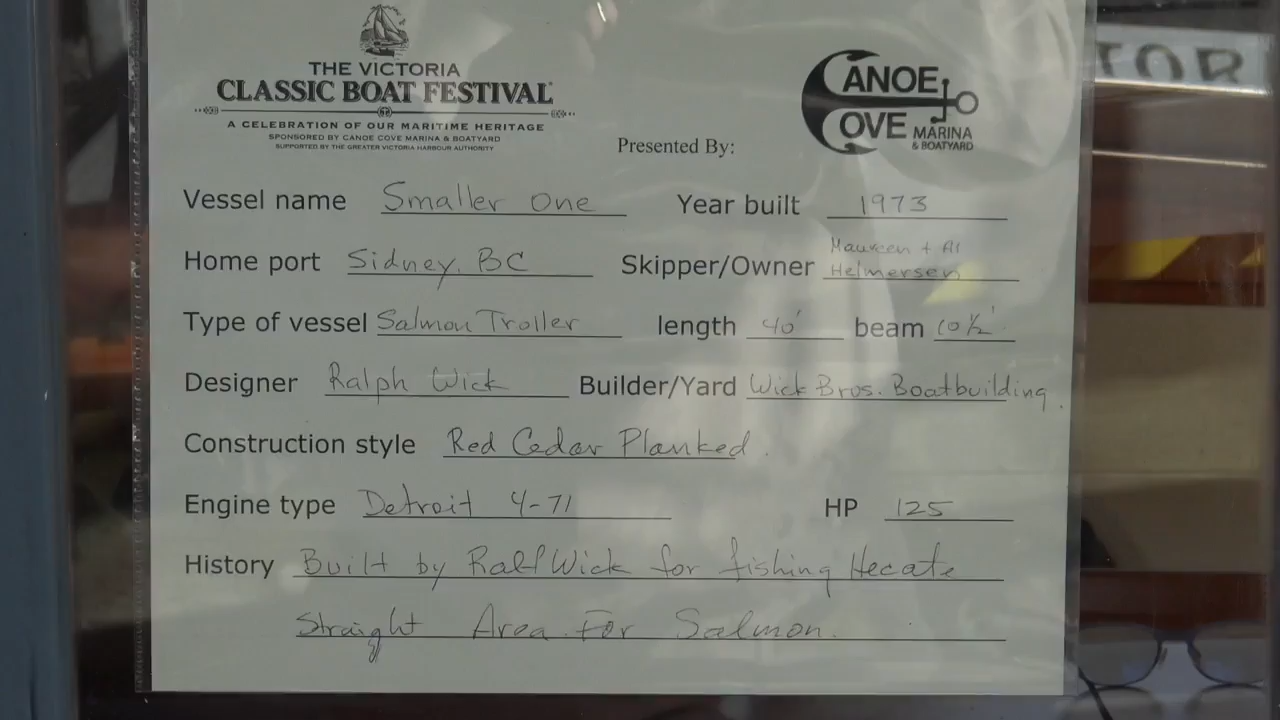 THE VICTORIA
CLASSIC BOAT FESTIVAL
A CELEBRATION OF OUR MARITIME HERITAGE
SPONSORED BY CANOE COVE MARINA & BOATYARD
SUPPORTED BY THE GREATER VICTORIA HARBOUR AUTHORITY
Presented By:
CANOE
COVE MARINA
& BOATYARD
TOR
Vessel name Smaller One Year built 1973
Home port Sidney, BC Skipper/Owner Maureen + Al Helmersen
Type of vessel Salmon Troller length 40' beam 10½'
Designer Ralph Wick Builder/Yard Wick Bros. Boatbuilding.
Construction style Red Cedar Planked.
Engine type Detroit 4-71 HP 125
History Built by Ralf Wick for fishing Hecate
Straight Area For Salmon.